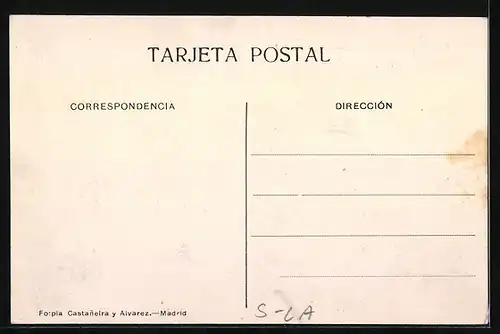 TARJETA POSTAL
CORRESPONDENCIA
DIRECCIÓN
Fotpia Castañeira y Alvarez.—Madrid
S-LA